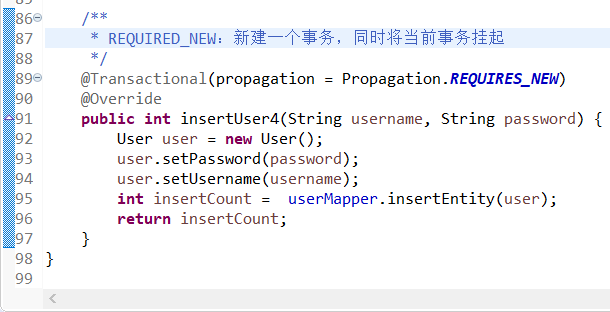 86 /**
87 * REQUIRED_NEW：新建一个事务，同时将当前事务挂起
88 */
89 @Transactional(propagation = Propagation.REQUIRES_NEW)
90 @Override
91 public int insertUser4(String username, String password) {
92 User user = new User();
93 user.setPassword(password);
94 user.setUsername(username);
95 int insertCount =  userMapper.insertEntity(user);
96 return insertCount;
97 }
98 }
99